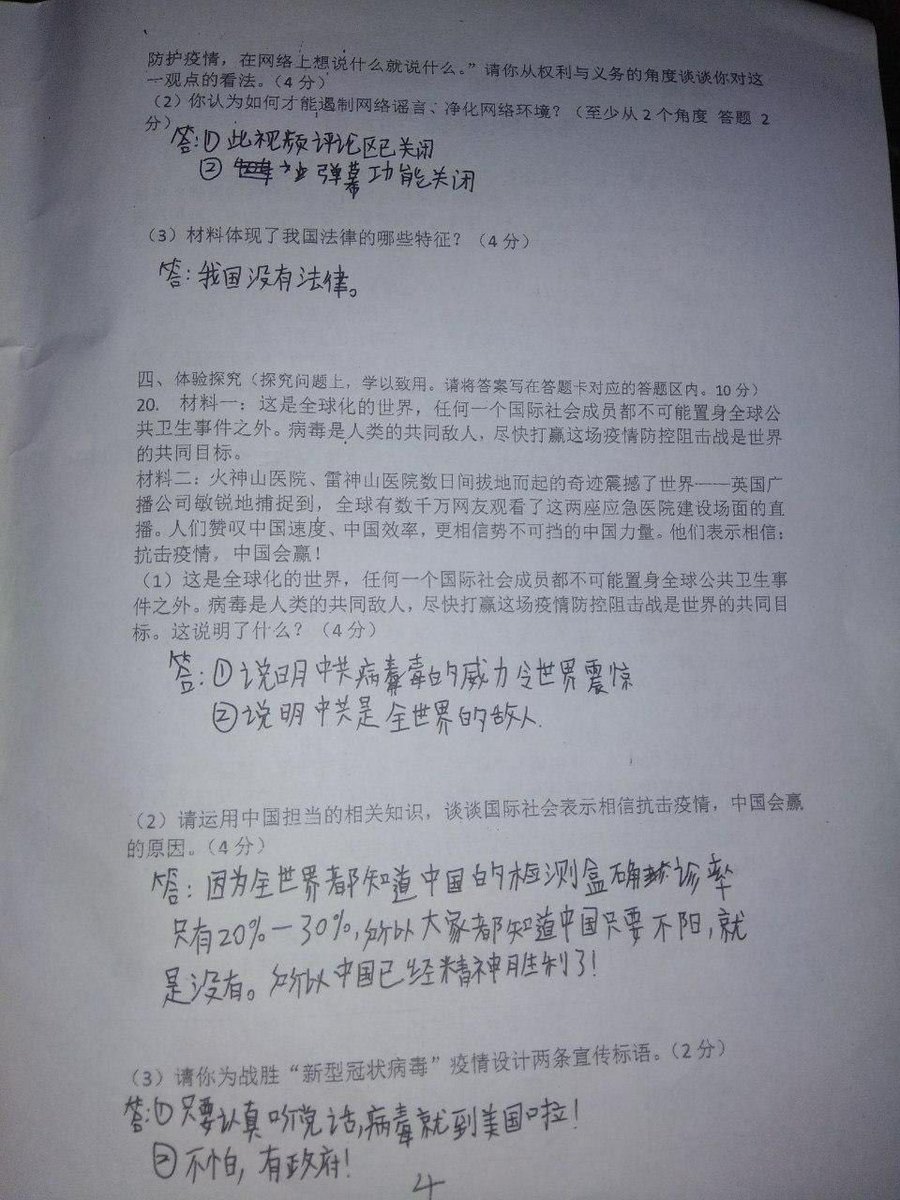 防护疫情，在网络上想说什么就说什么。”请你从权利与义务的角度谈谈你对这
一观点的看法。（4分）
（2）你认为如何才能遏制网络谣言、净化网络环境？（至少从2个角度 答题 2
分）
答：①此视频评论区已关闭
② 弹幕功能关闭
（3）材料体现了我国法律的哪些特征？（4分）
答：我国没有法律。
四、体验探究（探究问题上，学以致用。请将答案写在答题卡对应的答题区内。10分）
20. 材料一：这是全球化的世界，任何一个国际社会成员都不可能置身全球公
共卫生事件之外。病毒是人类的共同敌人，尽快打赢这场疫情防控阻击战是世界
的共同目标。
材料二：火神山医院、雷神山医院数日间拔地而起的奇迹震撼了世界——英国广
播公司敏锐地捕捉到，全球有数千万网友观看了这两座应急医院建设场面的直
播。人们赞叹中国速度、中国效率，更相信势不可挡的中国力量。他们表示相信：
抗击疫情，中国会赢！
（1）这是全球化的世界，任何一个国际社会成员都不可能置身全球公共卫生事
件之外。病毒是人类的共同敌人，尽快打赢这场疫情防控阻击战是世界的共同目
标。这说明了什么？（4分）
答：①说明中共病毒的威力令世界震惊
②说明中共是全世界的敌人.
（2）请运用中国担当的相关知识，谈谈国际社会表示相信抗击疫情，中国会赢
的原因。（4分）
答：因为全世界都知道中国的检测盒确诊率
只有20%—30%，所以大家都知道中国只要不阳，就
是没有。所以中国已经精神胜利了！
（3）请你为战胜“新型冠状病毒”疫情设计两条宣传标语。（2分）
答：①只要认真听党话，病毒就到美国啦！
②不怕，有政府！
4